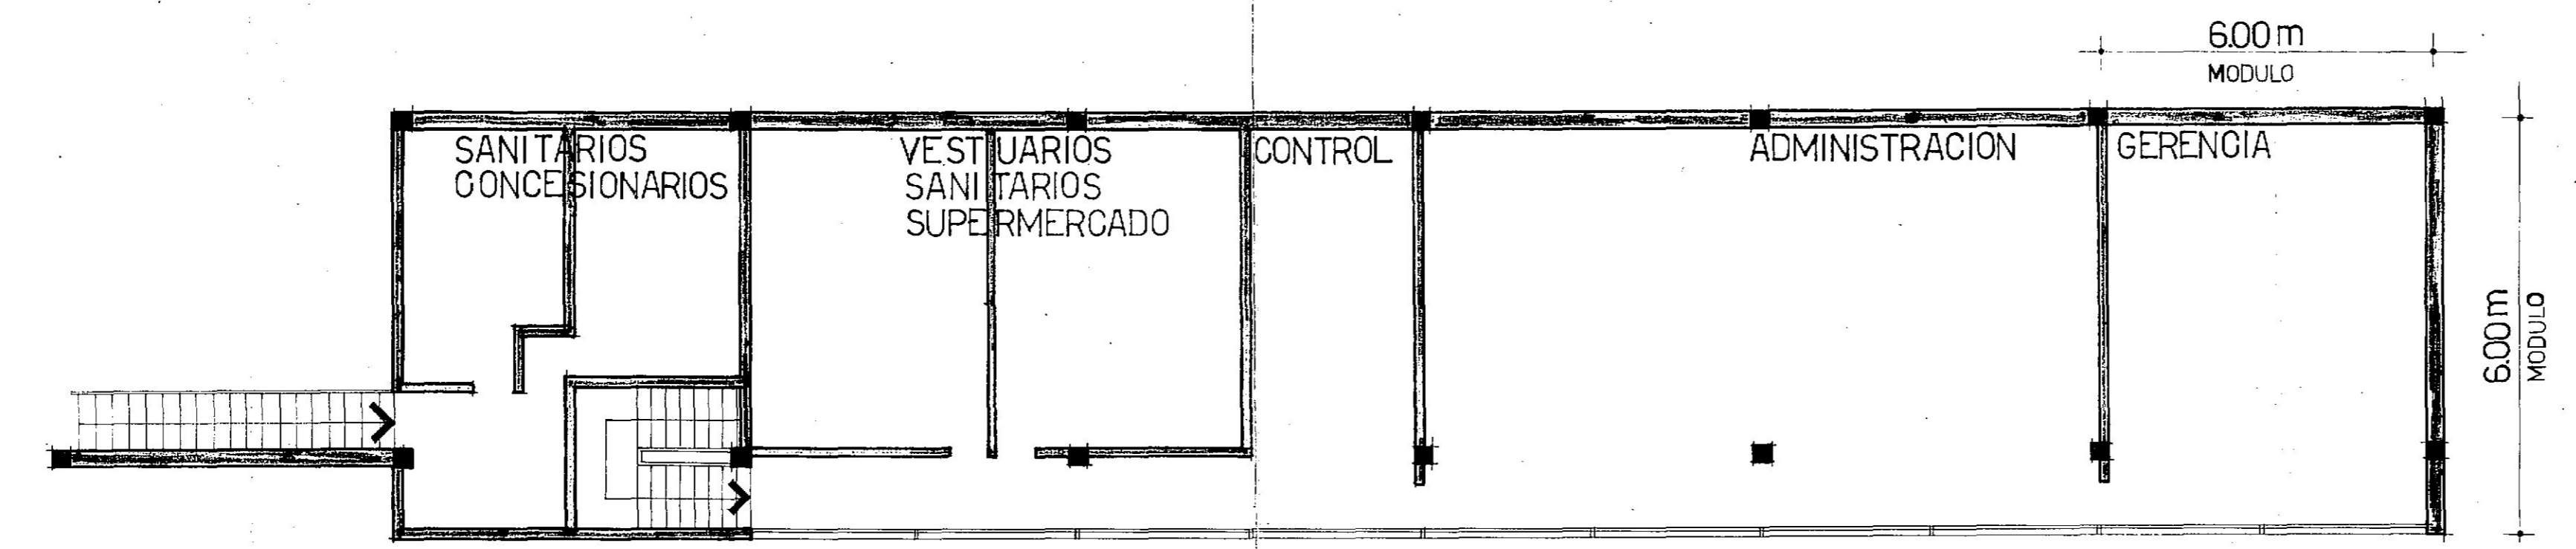 6.00 m
MODULO
SANITARIOS
CONCESIONARIOS
VESTUARIOS
SANITARIOS
SUPERMERCADO
CONTROL
ADMINISTRACION
GERENCIA
6.00 m
MODULO